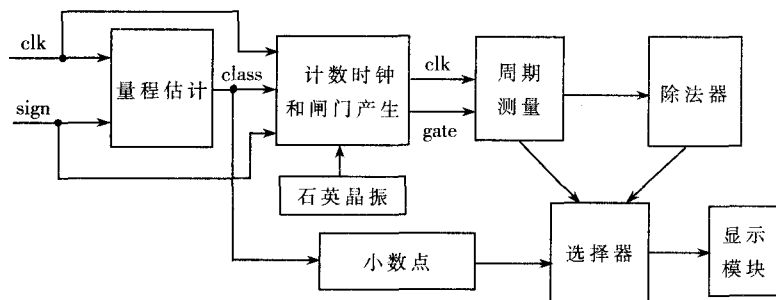 clk
sign
量程估计
class
计数时钟
和闸门产生
clk
gate
周期
测量
除法器
石英晶振
小数点
选择器
显示
模块